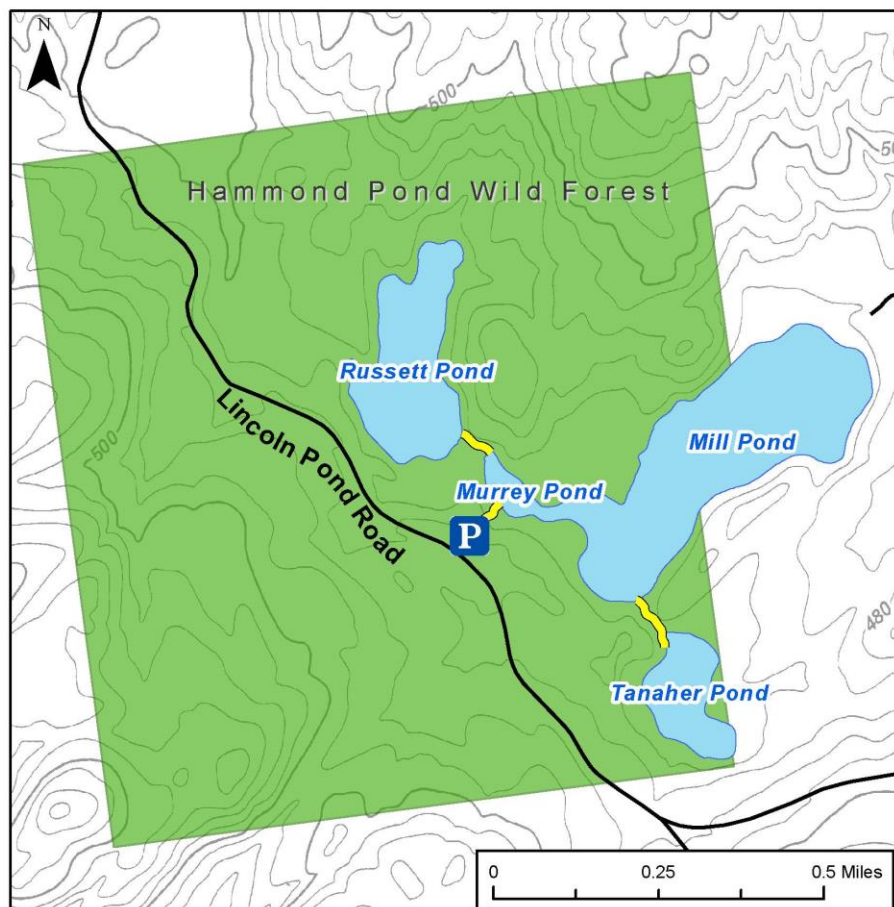 N
500
Hammond Pond Wild Forest
Russett Pond
Lincoln Pond Road
Mill Pond
500
Murrey Pond
P
480
Tanaher Pond
0 0.25 0.5 Miles